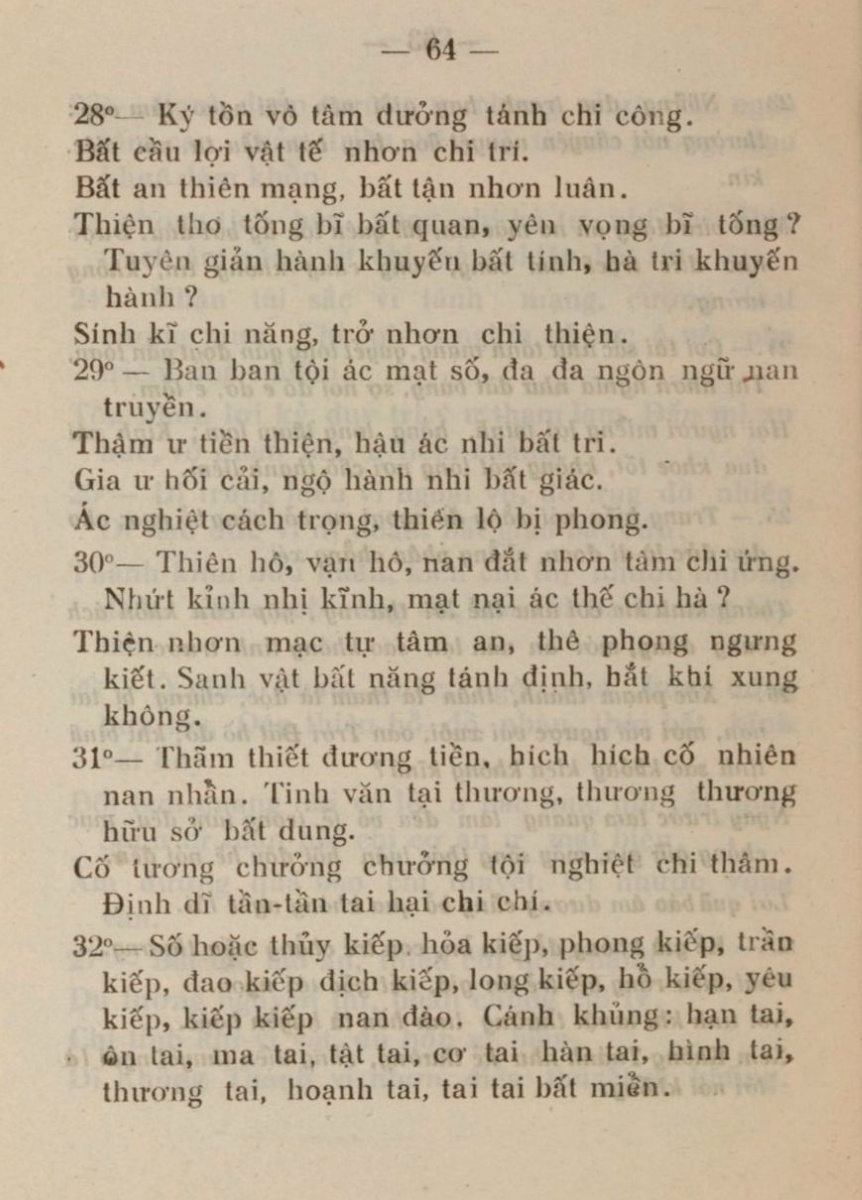 — 64 —
28º— Ký tồn vô tâm dưởng tánh chi công.
Bất cầu lợi vật tế nhơn chi trí.
Bất an thiên mạng, bất tận nhơn luân.
Thiện thơ tống bĩ bất quan, yên vọng bĩ tống ?
Tuyên giản hành khuyến bất tính, hà tri khuyến
hành ?
Sính kĩ chi năng, trở nhơn chi thiện.
29º — Ban ban tội ác mạt số, đa đa ngôn ngữ nan
truyền.
Thậm ư tiền thiện, hậu ác nhi bất tri.
Gia ư hối cải, ngộ hành nhi bất giác.
Ác nghiệt cách trọng, thiến lộ bị phong.
30º— Thiên hô, vạn hô, nan đắt nhơn tâm chi ứng.
Nhứt kỉnh nhị kĩnh, mạt nại ác thế chi hà ?
Thiện nhơn mạc tự tâm an, thê phong ngưng
kiết. Sanh vật bất năng tánh định, hắt khí xung
không.
31º— Thãm thiết đương tiền, hích hích cố nhiên
nan nhẫn. Tinh văn tại thương, thương thương
hữu sở bất dung.
Cố tương chưởng chưởng tội nghiệt chi thâm.
Định dĩ tần-tần tai hại chi chí.
32º— Số hoặc thủy kiếp, hỏa kiếp, phong kiếp, trần
kiếp, đao kiếp dịch kiếp, long kiếp, hổ kiếp, yêu
kiếp, kiếp kiếp nan đào. Cánh khủng : hạn tai,
ôn tai, ma tai, tật tai, cơ tai hàn tai, hình tai,
thương tai, hoạnh tai, tai tai bất miển.